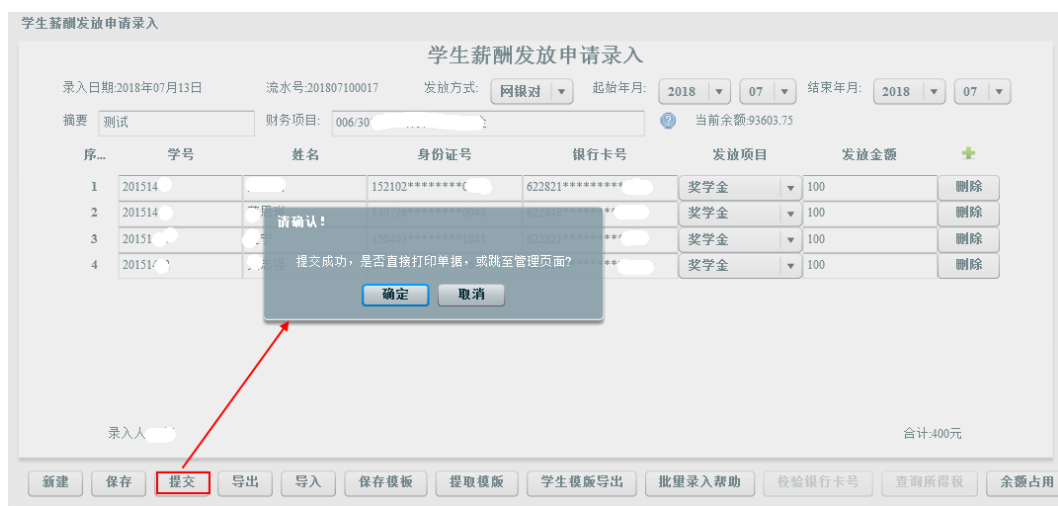 学生薪酬发放申请录入
学生薪酬发放申请录入
录入日期:2018年07月13日 流水号:201807100017 发放方式: 网银对 起始年月: 2018 07 结束年月: 2018 07
摘要 测试 财务项目: 006/30 当前余额:93603.75
序... 学号 姓名 身份证号 银行卡号 发放项目 发放金额
1 201514 152102******** 622821********* 奖学金 100 删除
2 201514 奖学金 100 删除
3 20151 奖学金 100 删除
4 20151 奖学金 100 删除
请确认!
提交成功，是否直接打印单据，或跳至管理页面?
确定 取消
录入人 合计:400元
新建 保存 提交 导出 导入 保存模板 提取模版 学生模版导出 批量录入帮助 校验银行卡号 查询所得税 余额占用